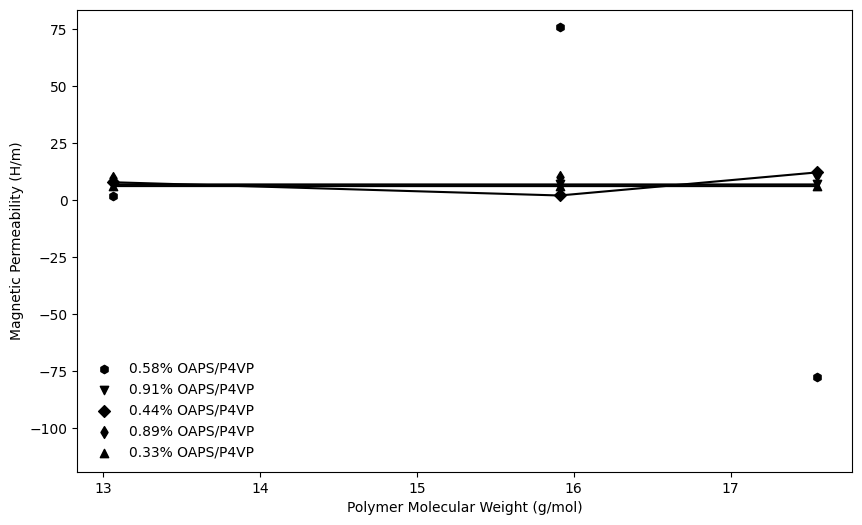 75
50
25
0
−25
−50
−75
−100
Magnetic Permeability (H/m)
0.58% OAPS/P4VP
0.91% OAPS/P4VP
0.44% OAPS/P4VP
0.89% OAPS/P4VP
0.33% OAPS/P4VP
13 14 15 16 17
Polymer Molecular Weight (g/mol)